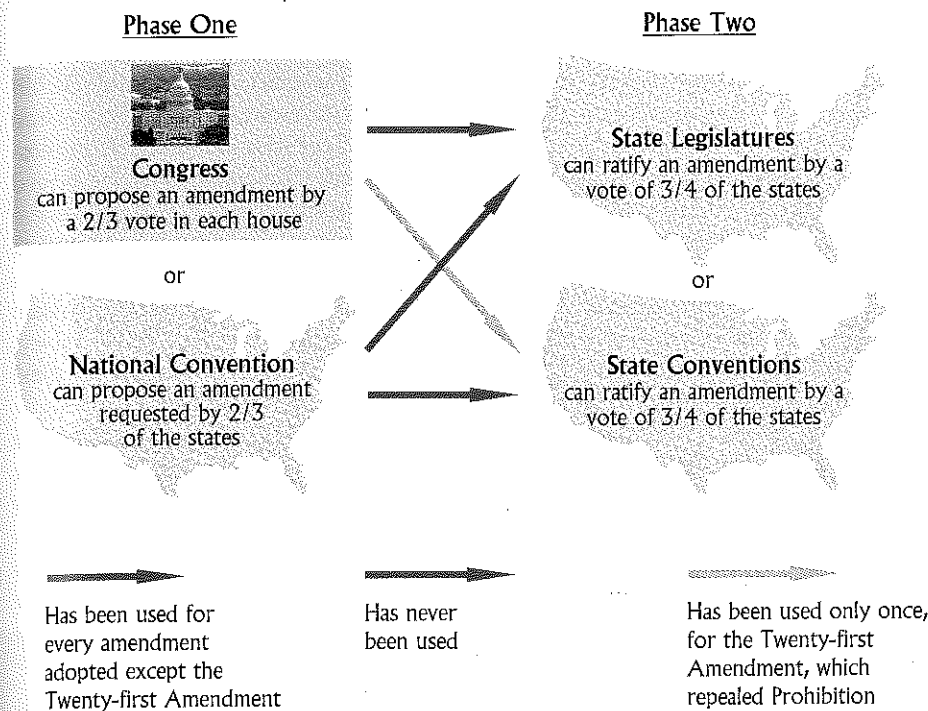 Phase One
Congress
can propose an amendment by
a 2/3 vote in each house
or
National Convention
can propose an amendment
requested by 2/3
of the states
Phase Two
State Legislatures
can ratify an amendment by a
vote of 3/4 of the states
or
State Conventions
can ratify an amendment by a
vote of 3/4 of the states
Has been used for
every amendment
adopted except the
Twenty-first Amendment
Has never
been used
Has been used only once,
for the Twenty-first
Amendment, which
repealed Prohibition